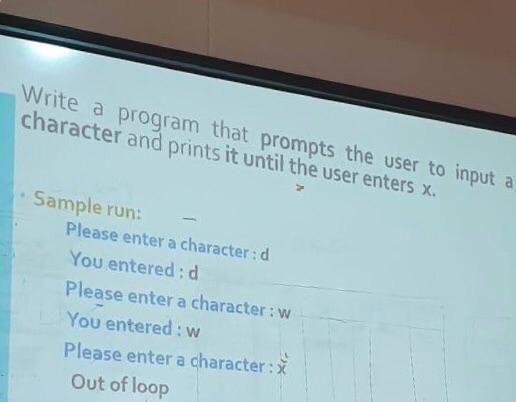 Write a program that prompts the user to input a
character and prints it until the user enters x.
Sample run:
Please enter a character : d
You entered : d
Please enter a character : w
You entered : w
Please enter a character : x
Out of loop